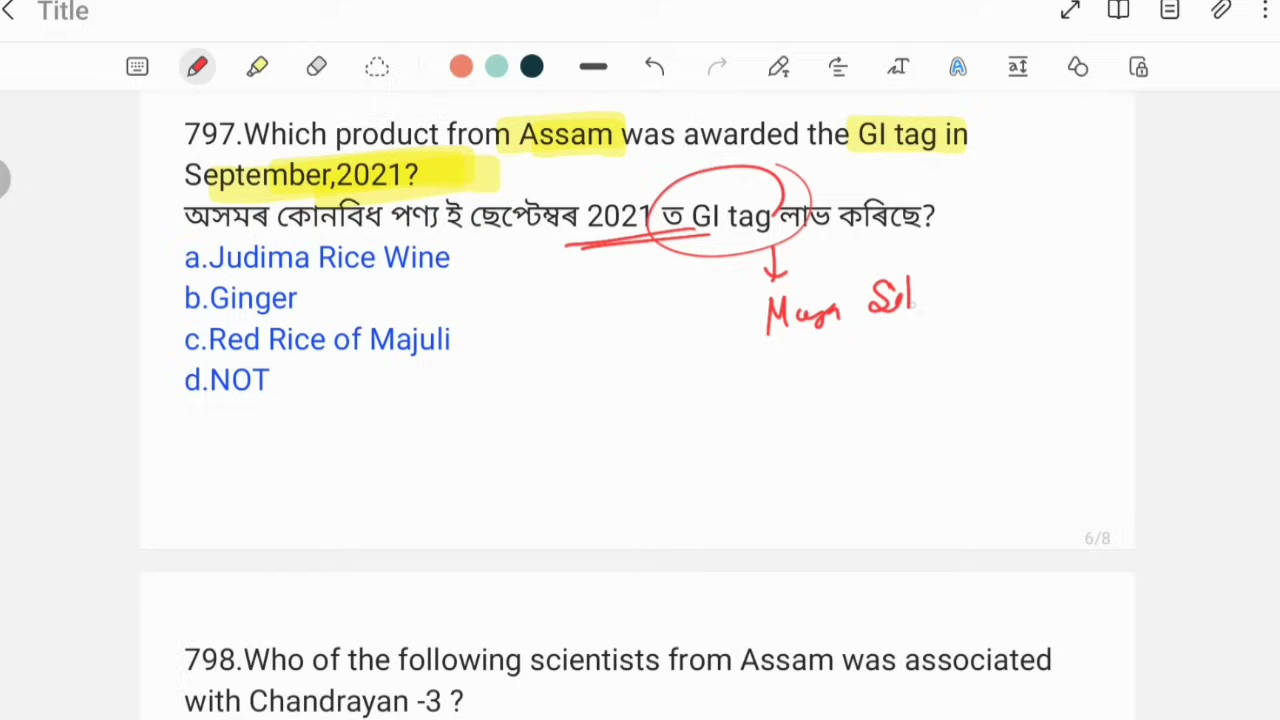 Title
797.Which product from Assam was awarded the GI tag in
September,2021?
অসমৰ কোনবিধ পণ্য ই ছেপ্টেম্বৰ 2021 ত GI tag লাভ কৰিছে?
a.Judima Rice Wine
b.Ginger
c.Red Rice of Majuli
d.NOT
6/8
798.Who of the following scientists from Assam was associated
with Chandrayan -3 ?